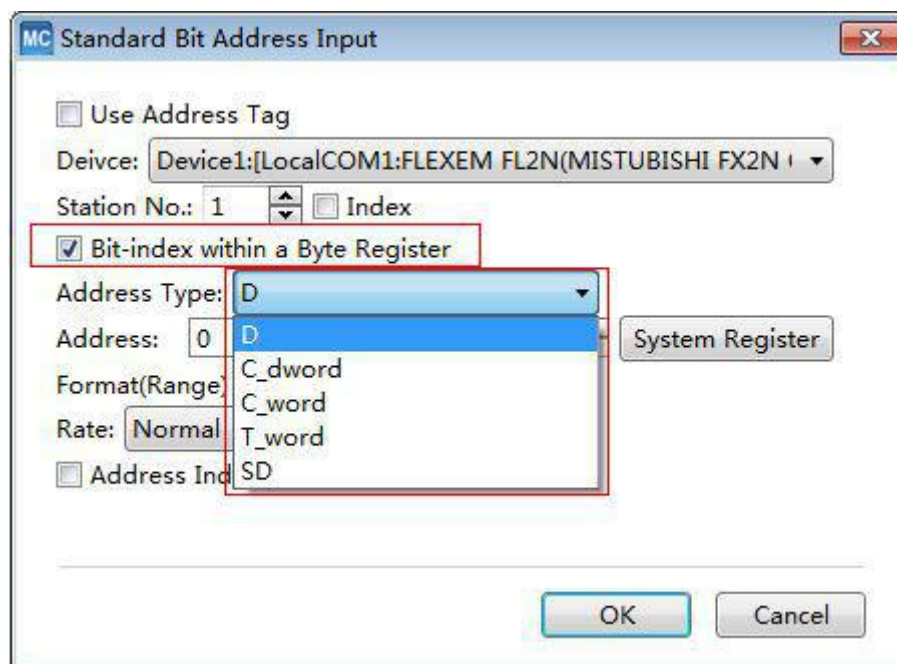 MC Standard Bit Address Input
Use Address Tag
Deivce: Device1:[LocalCOM1:FLEXEM FL2N(MISTUBISHI FX2N
Station No.: 1 Index
Bit-index within a Byte Register
Address Type: D
Address: 0 D System Register
C_dword
Format(Range)
C_word
Rate: Normal T_word
Address Ind SD
OK Cancel